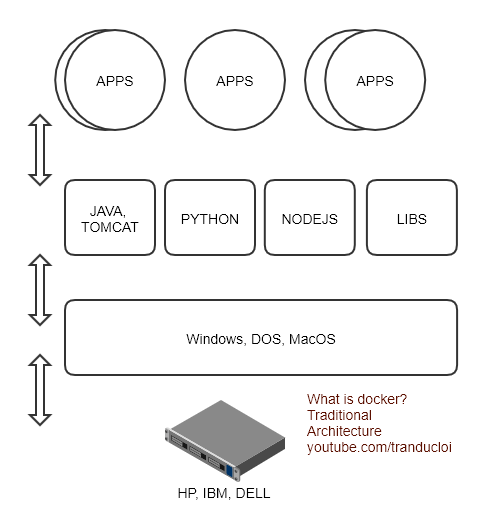 APPS
APPS
APPS
JAVA,
TOMCAT
PYTHON
NODEJS
LIBS
Windows, DOS, MacOS
What is docker?
Traditional
Architecture
youtube.com/tranducloi
HP, IBM, DELL